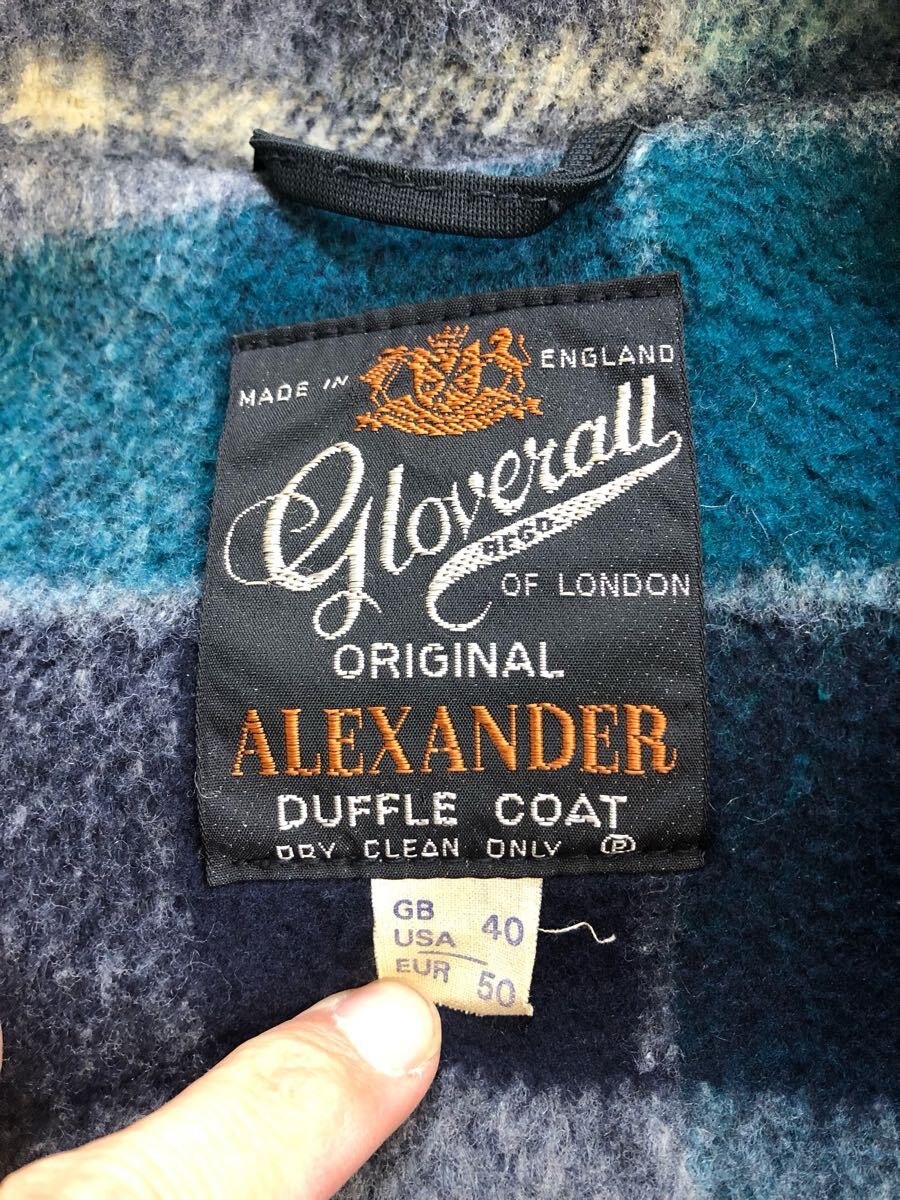 MADE IN ENGLAND
Gloverall
REGD
OF LONDON
ORIGINAL
ALEXANDER
DUFFLE COAT
DRY CLEAN ONLY Ⓟ
GB
USA 40
EUR 50